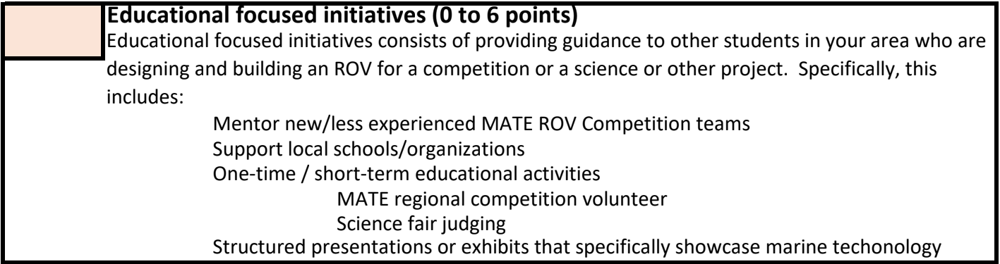 Educational focused initiatives (0 to 6 points)
Educational focused initiatives consists of providing guidance to other students in your area who are
designing and building an ROV for a competition or a science or other project.  Specifically, this
includes:
Mentor new/less experienced MATE ROV Competition teams
Support local schools/organizations
One-time / short-term educational activities
MATE regional competition volunteer
Science fair judging
Structured presentations or exhibits that specifically showcase marine techonology